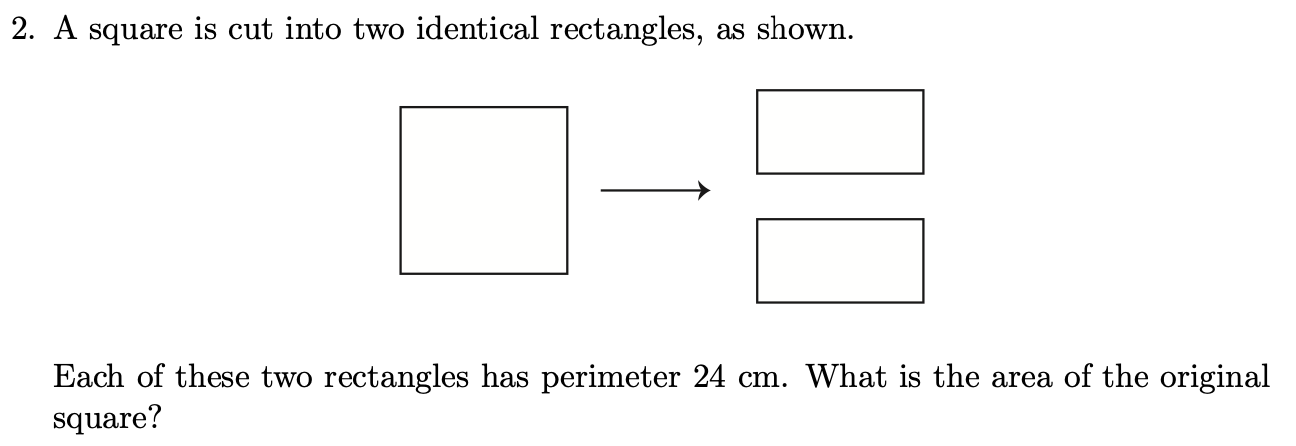 2. A square is cut into two identical rectangles, as shown.
Each of these two rectangles has perimeter 24 cm. What is the area of the original
square?